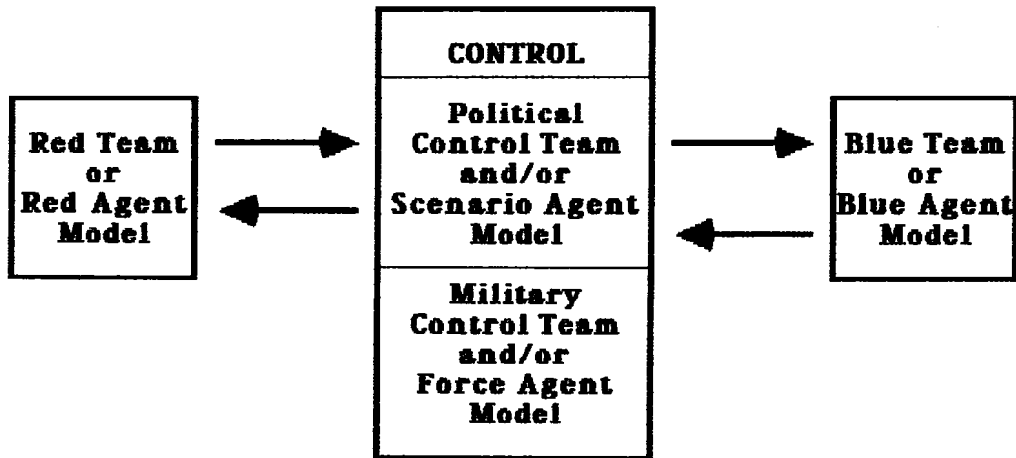 Red Team
or
Red Agent
Model
CONTROL
Political
Control Team
and/or
Scenario Agent
Model
Military
Control Team
and/or
Force Agent
Model
Blue Team
or
Blue Agent
Model